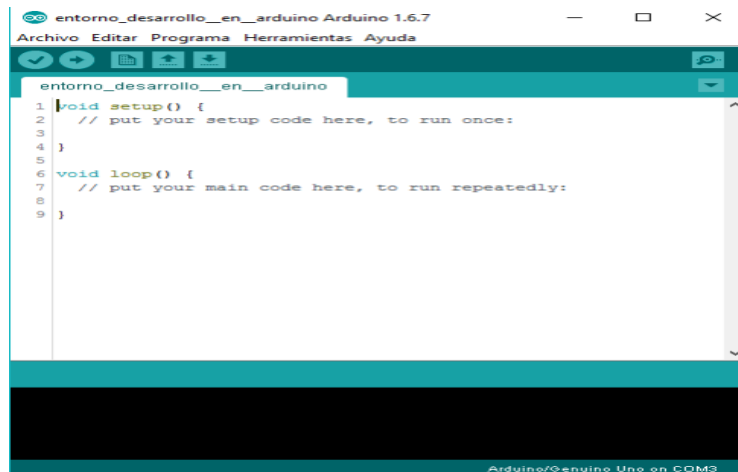 entorno_desarrollo__en__arduino Arduino 1.6.7
Archivo Editar Programa Herramientas Ayuda
entorno_desarrollo__en__arduino
1 void setup() {
2 // put your setup code here, to run once:
3
4 }
5
6 void loop() {
7 // put your main code here, to run repeatedly:
8
9 }
Arduino/Genuino Uno on COM3